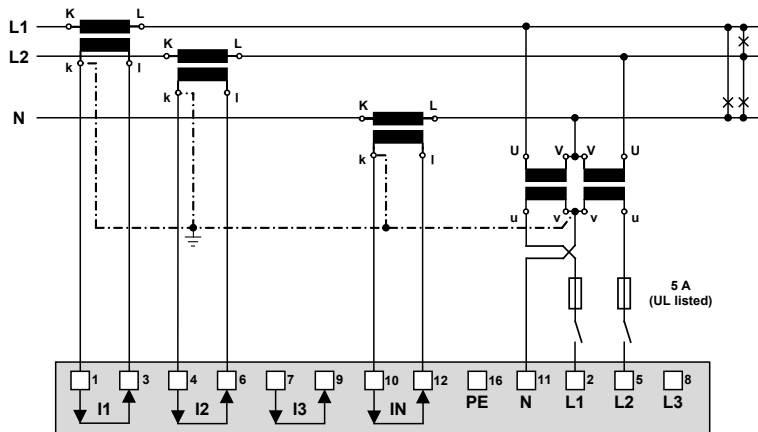 K L
L1
K L
L2
k l
k l
K L
N
k l
U V V U
u v v u
5 A
(UL listed)
1 3 4 6 7 9 10 12 16 11 2 5 8
I1 I2 I3 IN PE N L1 L2 L3